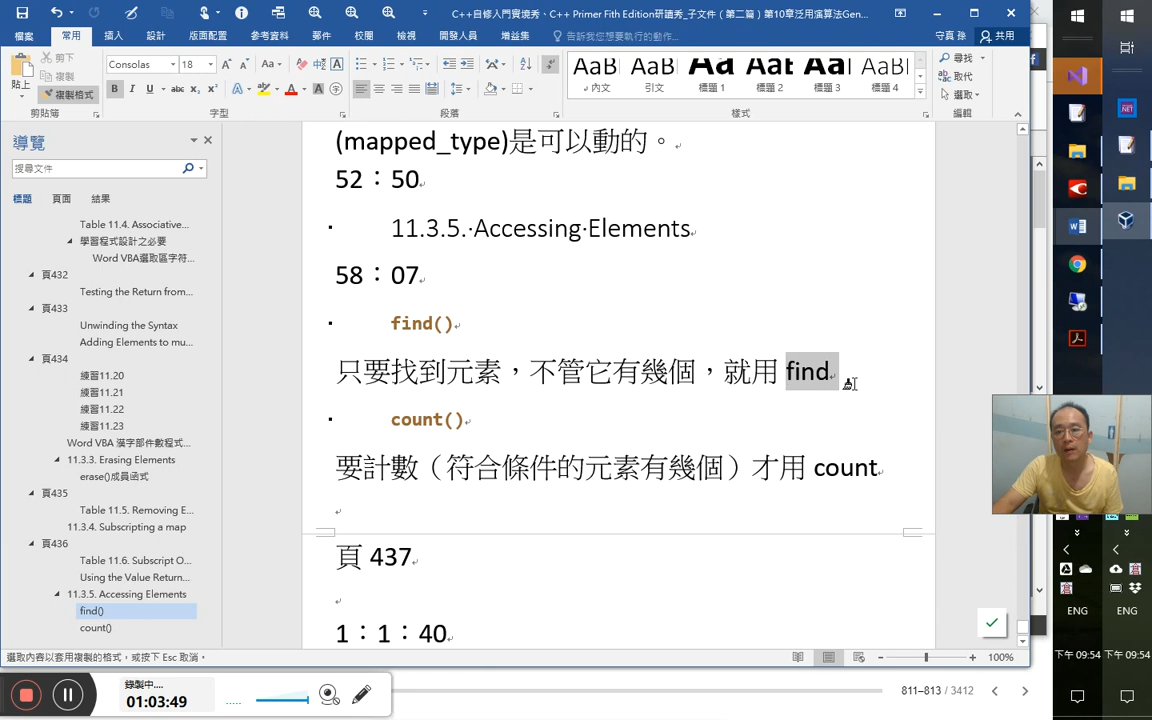 C++自修入門實境秀、C++ Primer Fith Edition研讀秀_子文件（第二篇）第10章泛用演算法Gen...
檔案 常用 插入 設計 版面配置 參考資料 郵件 校閱 檢視 開發人員 增益集 告訴我您想要執行的動作... 守真 孫 共用
貼上 剪下 複製 複製格式
Consolas 18
剪貼簿 字型 段落 樣式 編輯
內文 引文 標題 1 標題 2 標題 3 標題 4
尋找
取代
選取
導覽
搜尋文件
標題 頁面 結果
Table 11.4. Associative...
學習程式設計之必要
Word VBA選取區字符...
頁432
Testing the Return from...
頁433
Unwinding the Syntax
Adding Elements to mu...
頁434
練習11.20
練習11.21
練習11.22
練習11.23
Word VBA 漢字部件數程式...
11.3.3. Erasing Elements
erase()成員函式
頁435
Table 11.5. Removing E...
11.3.4. Subscripting a map
頁436
Table 11.6. Subscript O...
Using the Value Return...
11.3.5. Accessing Elements
find()
count()
(mapped_type)是可以動的。
52：50
11.3.5. Accessing Elements
58：07
find()
只要找到元素，不管它有幾個，就用 find
count()
要計數（符合條件的元素有幾個）才用 count
頁 437
1：1：40
選取內容以套用複製的格式，或按下 Esc 取消。
100%
錄製中....
01:03:49
811–813 / 3412
ENG ENG
下午 09:54 下午 09:54